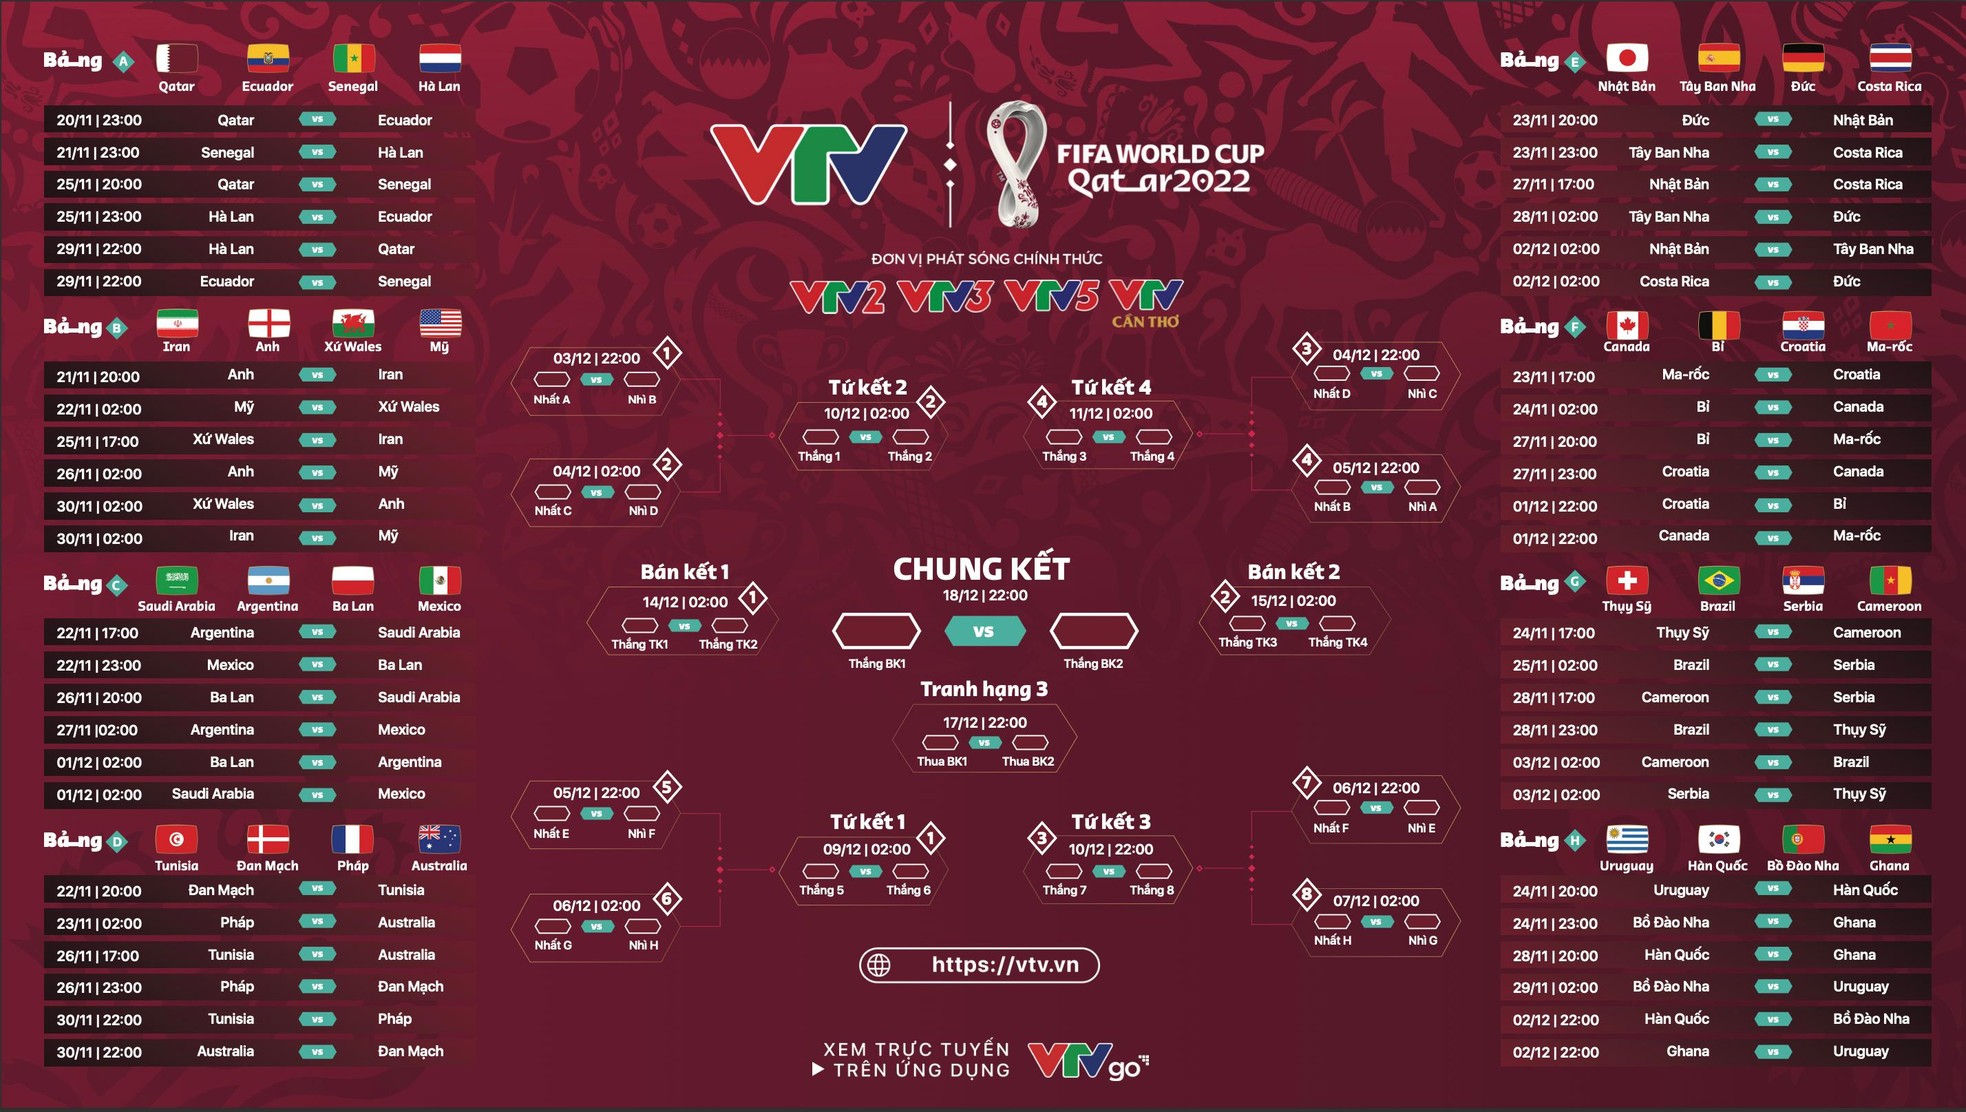 Bảng A
Qatar Ecuador Senegal Hà Lan
20/11 | 23:00 Qatar vs Ecuador
21/11 | 23:00 Senegal vs Hà Lan
25/11 | 20:00 Qatar vs Senegal
25/11 | 23:00 Hà Lan vs Ecuador
29/11 | 22:00 Hà Lan vs Qatar
29/11 | 22:00 Ecuador vs Senegal
Bảng B
Iran Anh Xứ Wales Mỹ
21/11 | 20:00 Anh vs Iran
22/11 | 02:00 Mỹ vs Xứ Wales
25/11 | 17:00 Xứ Wales vs Iran
26/11 | 02:00 Anh vs Mỹ
30/11 | 02:00 Xứ Wales vs Anh
30/11 | 02:00 Iran vs Mỹ
Bảng C
Saudi Arabia Argentina Ba Lan Mexico
22/11 | 17:00 Argentina vs Saudi Arabia
22/11 | 23:00 Mexico vs Ba Lan
26/11 | 20:00 Ba Lan vs Saudi Arabia
27/11 |02:00 Argentina vs Mexico
01/12 | 02:00 Ba Lan vs Argentina
01/12 | 02:00 Saudi Arabia vs Mexico
Bảng D
Tunisia Đan Mạch Pháp Australia
22/11 | 20:00 Đan Mạch vs Tunisia
23/11 | 02:00 Pháp vs Australia
26/11 | 17:00 Tunisia vs Australia
26/11 | 23:00 Pháp vs Đan Mạch
30/11 | 22:00 Tunisia vs Pháp
30/11 | 22:00 Australia vs Đan Mạch
VTV
FIFA WORLD CUP
Qatar2022
TM
ĐƠN VỊ PHÁT SÓNG CHÍNH THỨC
VTV2 VTV3 VTV5 VTV
CẦN THƠ
03/12 | 22:00 1
vs
Nhất A Nhì B
04/12 | 02:00 2
vs
Nhất C Nhì D
Tứ kết 2
10/12 | 02:00 2
vs
Thắng 1 Thắng 2
Tứ kết 4
4 11/12 | 02:00
vs
Thắng 3 Thắng 4
3 04/12 | 22:00
vs
Nhất D Nhì C
4 05/12 | 22:00
vs
Nhất B Nhì A
Bán kết 1
14/12 | 02:00 1
vs
Thắng TK1 Thắng TK2
CHUNG KẾT
18/12 | 22:00
vs
Thắng BK1 Thắng BK2
Bán kết 2
2 15/12 | 02:00
vs
Thắng TK3 Thắng TK4
Tranh hạng 3
17/12 | 22:00
vs
Thua BK1 Thua BK2
05/12 | 22:00 5
vs
Nhất E Nhì F
06/12 | 02:00 6
vs
Nhất G Nhì H
Tứ kết 1
09/12 | 02:00 1
vs
Thắng 5 Thắng 6
Tứ kết 3
3 10/12 | 22:00
vs
Thắng 7 Thắng 8
7 06/12 | 22:00
vs
Nhất F Nhì E
8 07/12 | 02:00
vs
Nhất H Nhì G
https://vtv.vn
XEM TRỰC TUYẾN
TRÊN ỨNG DỤNG
VTVgo
Bảng E
Nhật Bản Tây Ban Nha Đức Costa Rica
23/11 | 20:00 Đức vs Nhật Bản
23/11 | 23:00 Tây Ban Nha vs Costa Rica
27/11 | 17:00 Nhật Bản vs Costa Rica
28/11 | 02:00 Tây Ban Nha vs Đức
02/12 | 02:00 Nhật Bản vs Tây Ban Nha
02/12 | 02:00 Costa Rica vs Đức
Bảng F
Canada Bỉ Croatia Ma-rốc
23/11 | 17:00 Ma-rốc vs Croatia
24/11 | 02:00 Bỉ vs Canada
27/11 | 20:00 Bỉ vs Ma-rốc
27/11 | 23:00 Croatia vs Canada
01/12 | 22:00 Croatia vs Bỉ
01/12 | 22:00 Canada vs Ma-rốc
Bảng G
Thụy Sỹ Brazil Serbia Cameroon
24/11 | 17:00 Thụy Sỹ vs Cameroon
25/11 | 02:00 Brazil vs Serbia
28/11 | 17:00 Cameroon vs Serbia
28/11 | 23:00 Brazil vs Thụy Sỹ
03/12 | 02:00 Cameroon vs Brazil
03/12 | 02:00 Serbia vs Thụy Sỹ
Bảng H
Uruguay Hàn Quốc Bồ Đào Nha Ghana
24/11 | 20:00 Uruguay vs Hàn Quốc
24/11 | 23:00 Bồ Đào Nha vs Ghana
28/11 | 20:00 Hàn Quốc vs Ghana
29/11 | 02:00 Bồ Đào Nha vs Uruguay
02/12 | 22:00 Hàn Quốc vs Bồ Đào Nha
02/12 | 22:00 Ghana vs Uruguay